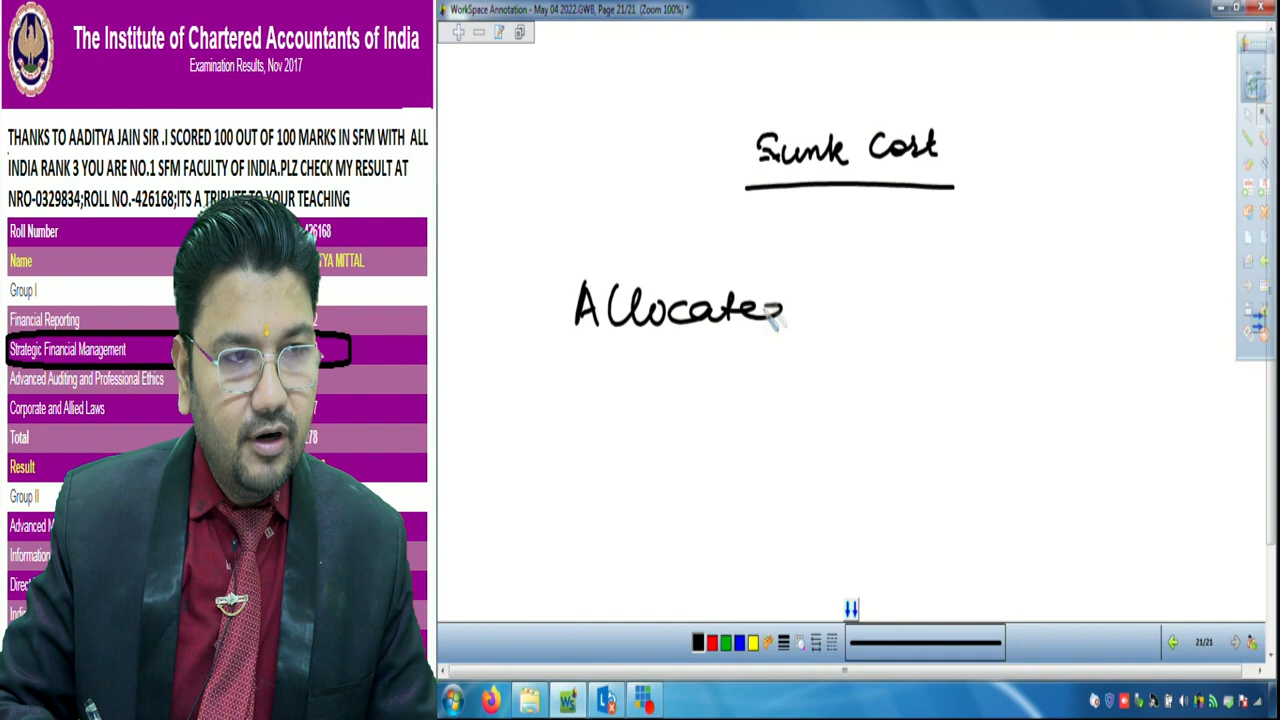 The Institute of Chartered Accountants of India
Examination Results, Nov 2017
THANKS TO AADITYA JAIN SIR .I SCORED 100 OUT OF 100 MARKS IN SFM WITH ALL
INDIA RANK 3 YOU ARE NO.1 SFM FACULTY OF INDIA.PLZ CHECK MY RESULT AT
NRO-0329834;ROLL NO.-426168;ITS A TRIBUTE TO YOUR TEACHING
Roll Number 426168
Name MITTAL
Group I
Financial Reporting
Strategic Financial Management
Advanced Auditing and Professional Ethics
Corporate and Allied Laws
Total
Result
Group II
Advanced
Information
WorkSpace Annotation - May 04 2022.GWB, Page 21/21 (Zoom 100%) *
Sunk Cost
Allocated
21/21